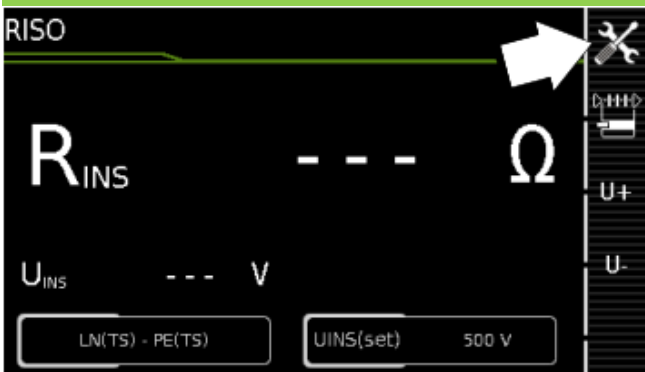 RISO
RINS --- Ω
U+
UINS --- V
U-
LN(TS) - PE(TS)
UINS(set) 500 V